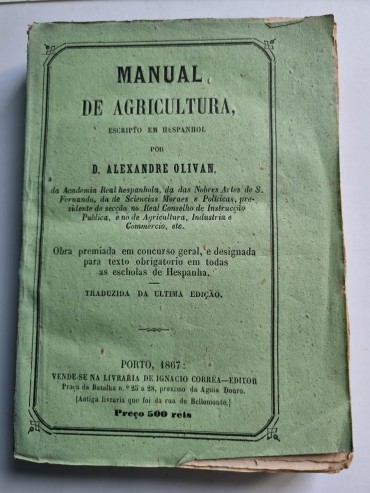 MANUAL
DE AGRICULTURA,
ESCRIPTO EM HESPANHOL
POR
D. ALEXANDRE OLIVAN,
da Academia Real hespanhola, da das Nobres Artes de S.
Fernando, da de Sciencias Moraes e Politicas, pre-
sidente de secção no Real Conselho de Instrucção
Publica, e no de Agricultura, Industria e
Commercio, etc.
Obra premiada em concurso geral, e designada
para texto obrigatorio em todas
as escholas de Hespanha.
TRADUZIDA DA ULTIMA EDIÇÃO.
PORTO, 1867:
VENDE-SE NA LIVRARIA DE IGNACIO CORRÊA—EDITOR
Praça da Batalha n.º 25 a 28, proximo da Aguia Douro.
[Antiga livraria que foi da rua de Bellomonte.]
Preço 500 reis